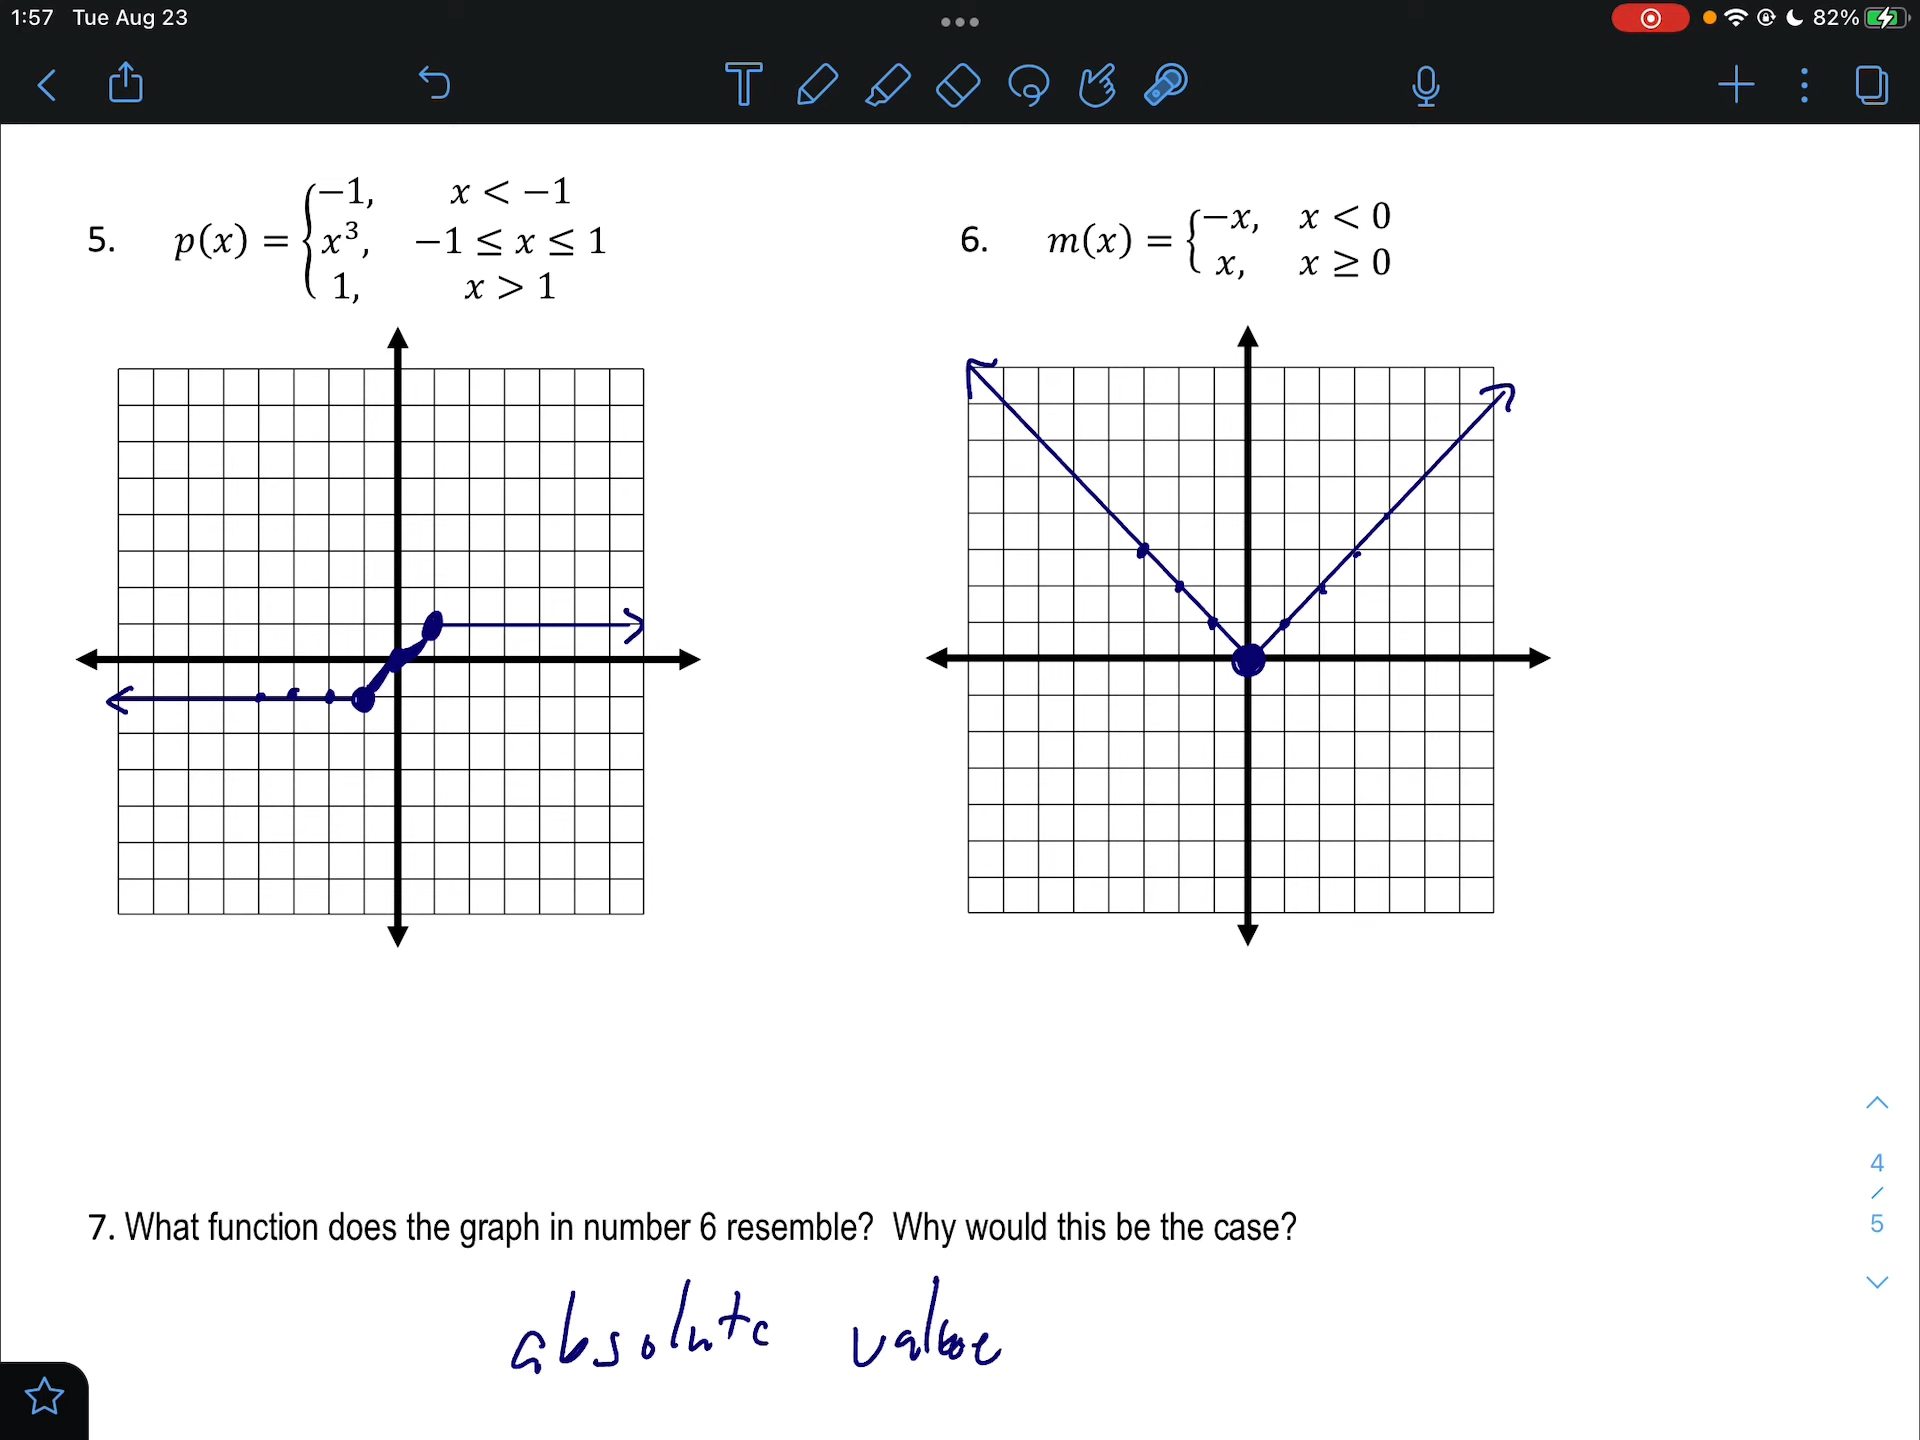 1:57 Tue Aug 23
82%
5. p(x) = {−1, x < −1
x³, −1 ≤ x ≤ 1
1, x > 1
6. m(x) = {−x, x < 0
x, x ≥ 0
4
/
5
7. What function does the graph in number 6 resemble? Why would this be the case?
absolute value